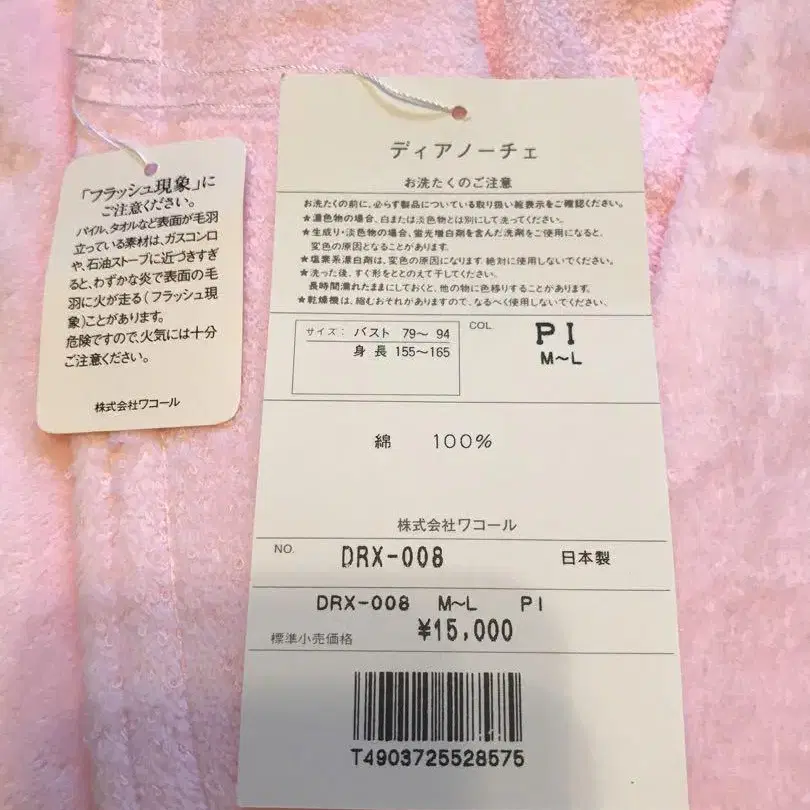 「フラッシュ現象」に
ご注意ください。
パイル、タオルなど表面が毛羽
立っている素材は、ガスコンロ
や、石油ストーブに近づきすぎ
ると、わずかな炎で表面の毛
羽に火が走る(フラッシュ現
象)ことがあります。
危険ですので、火気には十分
ご注意ください。
株式会社ワコール
ディアノーチェ
お洗たくのご注意
お洗たくの前に、必らず製品についている取り扱い絵表示をご確認ください。
★濃色物の場合、白または淡色物とは別にして洗ってください。
★生成り・淡色物の場合、蛍光増白剤を含んだ洗剤をご使用になると、
変色の原因となることがあります。
★塩素系漂白剤は、変色の原因になります。絶対に使用しないでください。
★洗った後、すぐ形をととのえて干してください。
長時間濡れたままにしておくと、他の物に色移りすることがあります。
★乾燥機は、縮むおそれがありますので、なるべく使用しないでください。
サイズ: バスト 79〜 94
身長 155〜165
COL PI
M〜L
綿 100%
株式会社ワコール
NO. DRX-008 日本製
DRX-008 M〜L PI
標準小売価格 ¥15,000
T4903725528575